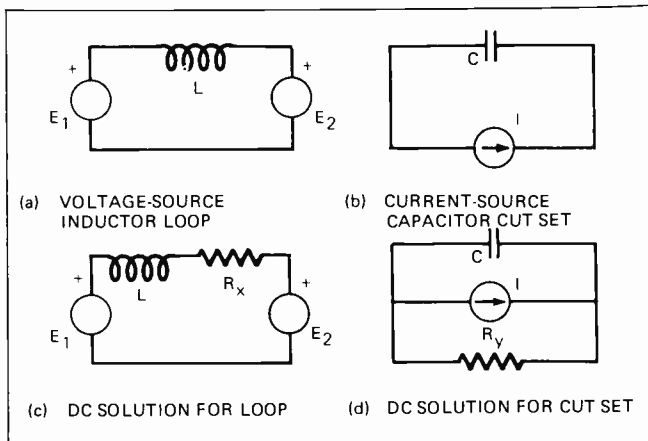 + +
L
E1 E2
(a) VOLTAGE-SOURCE
INDUCTOR LOOP
C
I
(b) CURRENT-SOURCE
CAPACITOR CUT SET
+ +
L Rx
E1 E2
(c) DC SOLUTION FOR LOOP
C
I
Ry
(d) DC SOLUTION FOR CUT SET